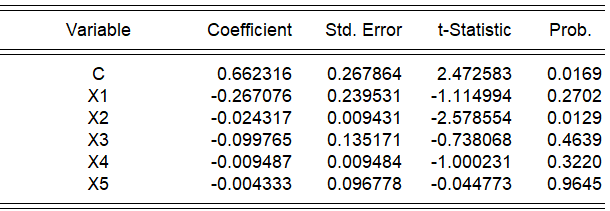 Variable Coefficient Std. Error t-Statistic Prob.
C 0.662316 0.267864 2.472583 0.0169
X1 -0.267076 0.239531 -1.114994 0.2702
X2 -0.024317 0.009431 -2.578554 0.0129
X3 -0.099765 0.135171 -0.738068 0.4639
X4 -0.009487 0.009484 -1.000231 0.3220
X5 -0.004333 0.096778 -0.044773 0.9645